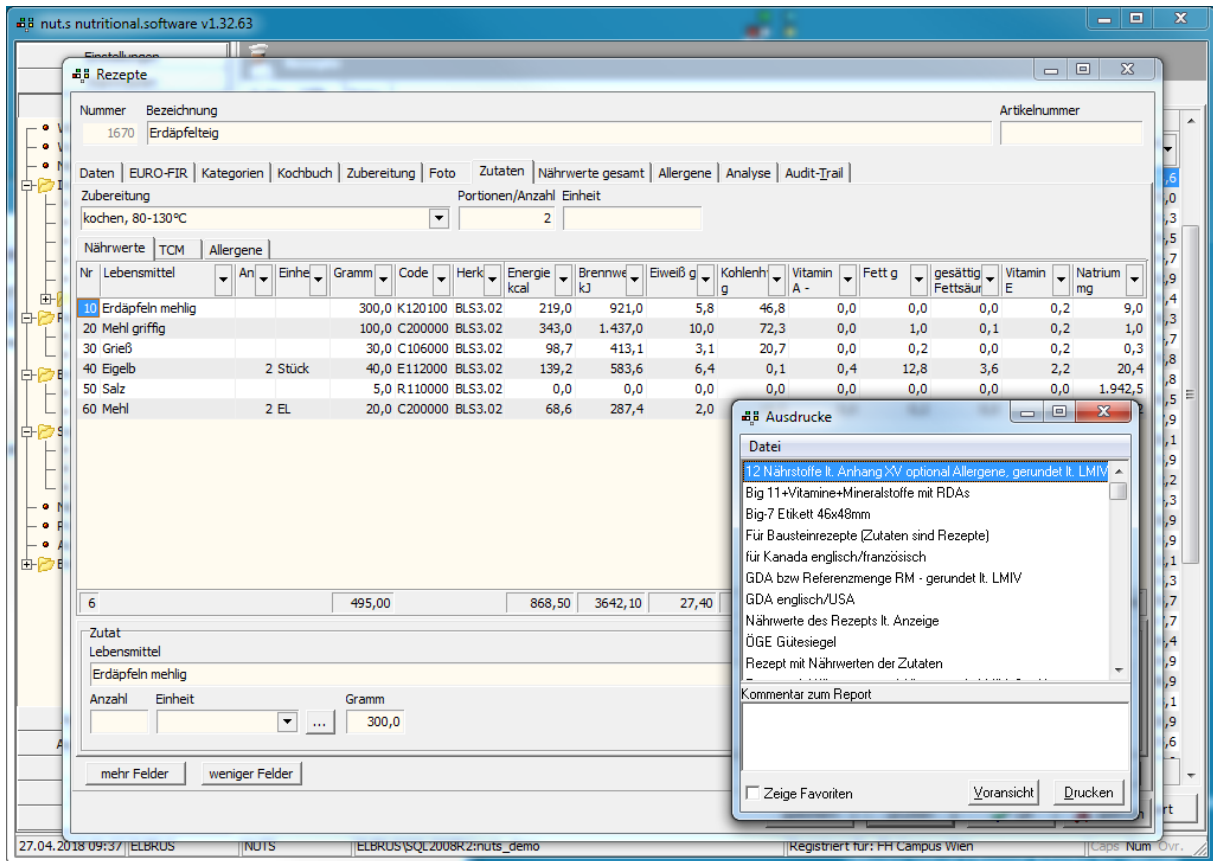 nut.s nutritional.software v1.32.63
Rezepte
Nummer Bezeichnung Artikelnummer
1670 Erdäpfelteig
Daten EURO-FIR Kategorien Kochbuch Zubereitung Foto Zutaten Nährwerte gesamt Allergene Analyse Audit-Trail
Zubereitung Portionen/Anzahl Einheit
kochen, 80-130°C 2
Nährwerte TCM Allergene
Nr Lebensmittel An Einhe Gramm Code Herk Energie kcal Brennwe kJ Eiweiß g Kohlenh g Vitamin A - Fett g gesättig Fettsäur Vitamin E Natrium mg
10 Erdäpfeln mehlig 300,0 K120100 BLS3.02 219,0 921,0 5,8 46,8 0,0 0,0 0,0 0,2 9,0
20 Mehl griffig 100,0 C200000 BLS3.02 343,0 1.437,0 10,0 72,3 0,0 1,0 0,1 0,2 1,0
30 Grieß 30,0 C106000 BLS3.02 98,7 413,1 3,1 20,7 0,0 0,2 0,0 0,0 0,3
40 Eigelb 2 Stück 40,0 E112000 BLS3.02 139,2 583,6 6,4 0,1 0,4 12,8 3,6 2,2 20,4
50 Salz 5,0 R110000 BLS3.02 0,0 0,0 0,0 0,0 0,0 0,0 0,0 0,0 1.942,5
60 Mehl 2 EL 20,0 C200000 BLS3.02 68,6 287,4 2,0
6 495,00 868,50 3642,10 27,40
Zutat
Lebensmittel
Erdäpfeln mehlig
Anzahl Einheit Gramm
... 300,0
mehr Felder weniger Felder
Ausdrucke
Datei
12 Nährstoffe lt. Anhang XV optional Allergene, gerundet lt. LMIV
Big 11+Vitamine+Mineralstoffe mit RDAs
Big-7 Etikett 46x48mm
Für Bausteinrezepte (Zutaten sind Rezepte)
für Kanada englisch/französisch
GDA bzw Referenzmenge RM - gerundet lt. LMIV
GDA englisch/USA
Nährwerte des Rezepts lt. Anzeige
ÖGE Gütesiegel
Rezept mit Nährwerten der Zutaten
Kommentar zum Report
Zeige Favoriten Voransicht Drucken
27.04.2018 09:37 ELBRUS NUTS ELBRUS\SQL2008R2:nuts_demo Registriert für: FH Campus Wien Caps Num Ovr.